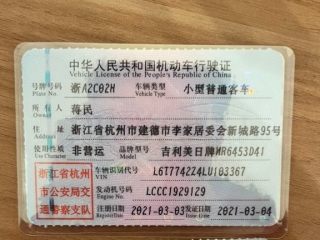 中华人民共和国机动车行驶证
Vehicle License of the People's Republic of China
号牌号码 浙A2C02H 车辆类型 小型普通客车
Plate No. Vehicle Type
所有人 蒋民
Owner
住址 浙江省杭州市建德市李家居委会新城路95号
Address
使用性质 非营运 品牌型号 吉利美日牌MR6453D41
Use Character Model
浙江省杭州 车辆识别代号 L6T7742Z4LU103367
VIN
市公安局交 发动机号码 LCCC1929129
Engine No.
通警察支队 注册日期 2021-03-03 发证日期 2021-03-04
Register Date Issue Date